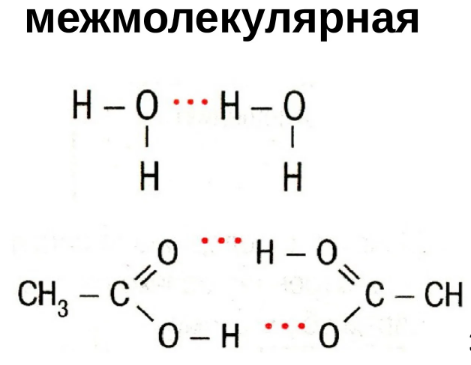 межмолекулярная
H – O ··· H – O
H H
O ··· H – O
CH₃ – C C – CH
O – H ··· O